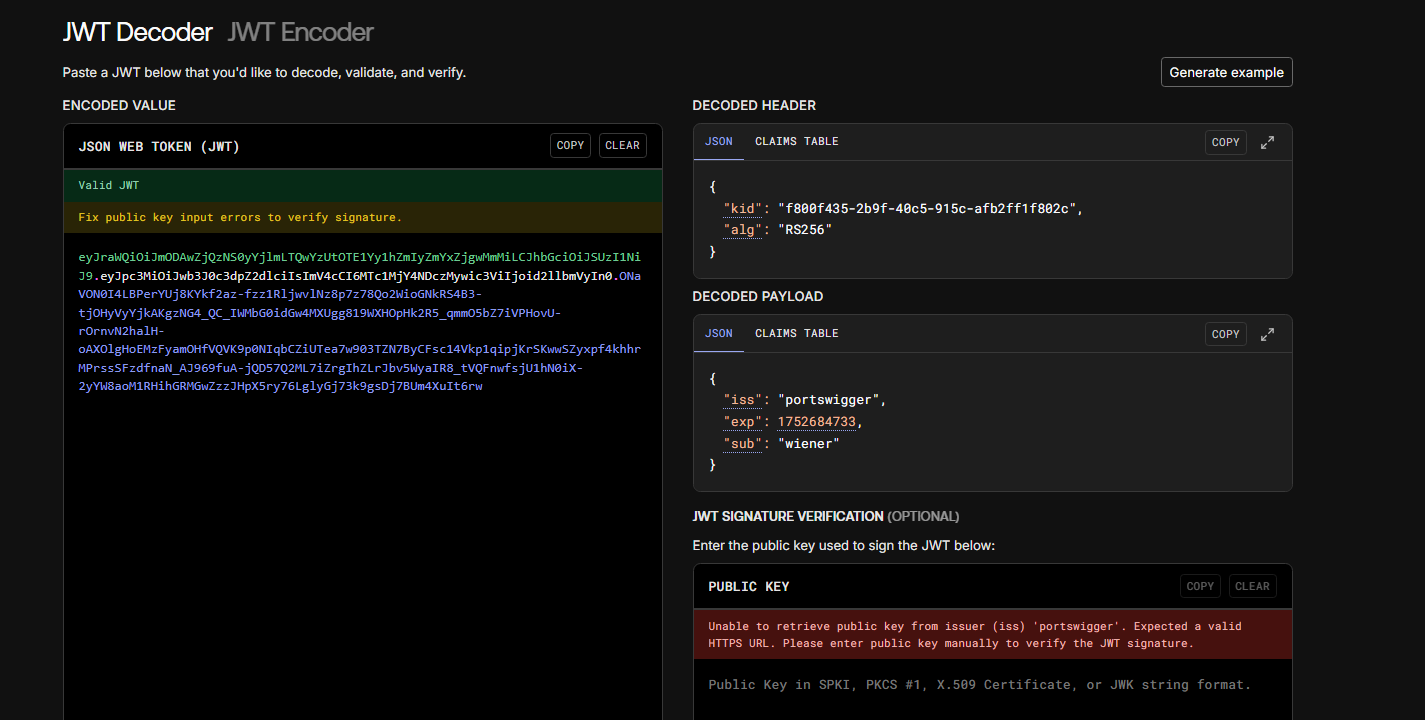 JWT Decoder JWT Encoder
Paste a JWT below that you'd like to decode, validate, and verify.
Generate example
ENCODED VALUE
JSON WEB TOKEN (JWT)
COPY
CLEAR
Valid JWT
Fix public key input errors to verify signature.
eyJraWQiOiJmODAwZjQzNS0yYjlmLTQwYzUtOTE1Yy1hZmIyZmYxZjgwMmMiLCJhbGciOiJSUzI1Ni
J9.eyJpc3MiOiJwb3J0c3dpZ2dlciIsImV4cCI6MTc1MjY4NDczMywic3ViIjoid2llbmVyIn0.ONa
VON0I4LBPerYUj8KYkf2az-fzz1RljwvlNz8p7z78Qo2WioGNkRS4B3-
tjOHyVyYjkAKgzNG4_QC_IWMbG0idGw4MXUgg819WXHOpHk2R5_qmmO5bZ7iVPHovU-
rOrnvN2halH-
oAXOlgHoEMzFyamOHfVQVK9p0NIqbCZiUTea7w903TZN7ByCFsc14Vkp1qipjKrSKwwSZyxpf4khhr
MPrssSFzdfnaN_AJ969fuA-jQD57Q2ML7iZrgIhZLrJbv5WyaIR8_tVQFnwfsjU1hN0iX-
2yYW8aoM1RHihGRMGwZzzJHpX5ry76LglyGj73k9gsDj7BUm4XuIt6rw
DECODED HEADER
JSON
CLAIMS TABLE
COPY
{
"kid": "f800f435-2b9f-40c5-915c-afb2ff1f802c",
"alg": "RS256"
}
DECODED PAYLOAD
JSON
CLAIMS TABLE
COPY
{
"iss": "portswigger",
"exp": 1752684733,
"sub": "wiener"
}
JWT SIGNATURE VERIFICATION (OPTIONAL)
Enter the public key used to sign the JWT below:
PUBLIC KEY
COPY
CLEAR
Unable to retrieve public key from issuer (iss) 'portswigger'. Expected a valid
HTTPS URL. Please enter public key manually to verify the JWT signature.
Public Key in SPKI, PKCS #1, X.509 Certificate, or JWK string format.